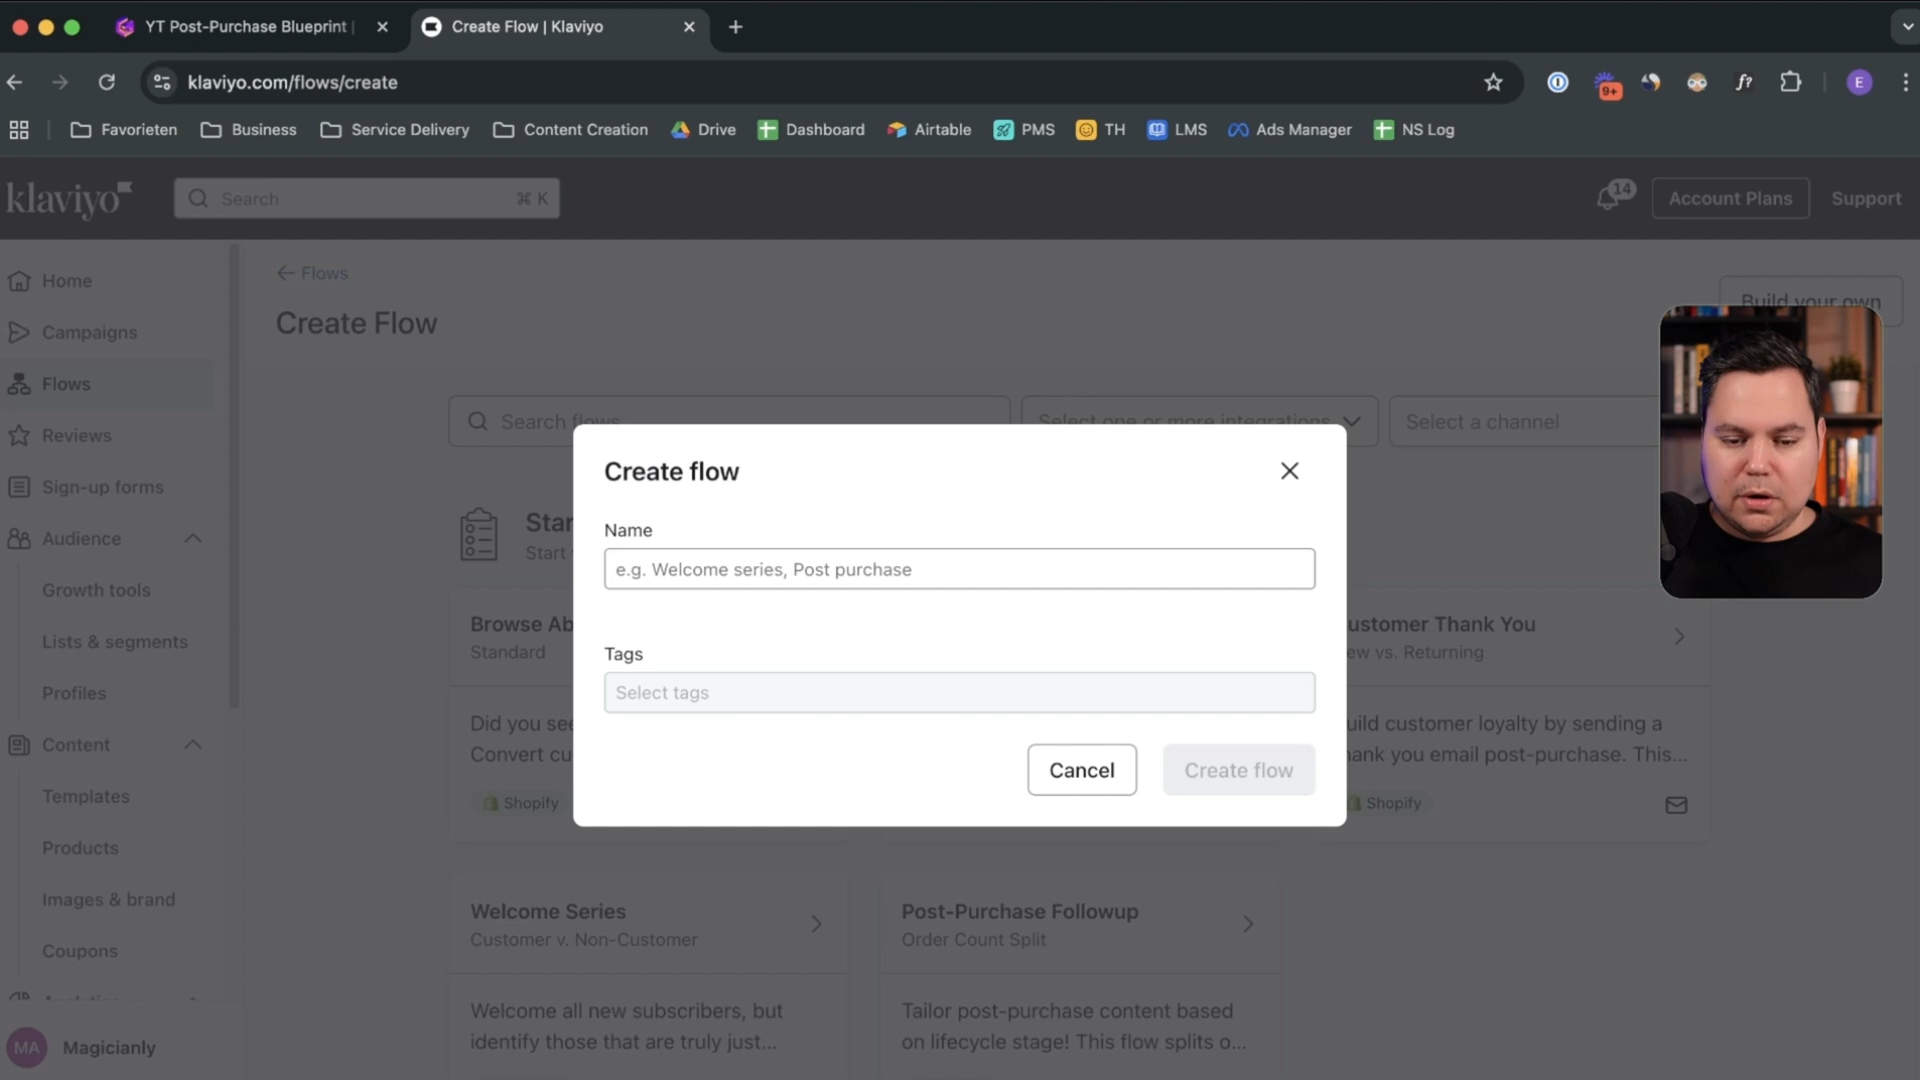 YT Post-Purchase Blueprint |
Create Flow | Klaviyo
klaviyo.com/flows/create
9+
f?
E
Favorieten
Business
Service Delivery
Content Creation
Drive
Dashboard
Airtable
PMS
TH
LMS
Ads Manager
NS Log
klaviyo
Search
⌘ K
14
Account Plans
Support
Home
Campaigns
Flows
Reviews
Sign-up forms
Audience
Growth tools
Lists & segments
Profiles
Content
Templates
Products
Images & brand
Coupons
MA
Magicianly
← Flows
Create Flow
Build your own
Search flows
Select one or more integrations
Select a channel
Star
Start
Browse Ab
Standard
Did you see
Convert cu
Shopify
Create flow
Name
e.g. Welcome series, Post purchase
Tags
Select tags
Cancel
Create flow
ustomer Thank You
ew vs. Returning
uild customer loyalty by sending a
ank you email post-purchase. This...
Shopify
Welcome Series
Customer v. Non-Customer
Welcome all new subscribers, but
identify those that are truly just...
Post-Purchase Followup
Order Count Split
Tailor post-purchase content based
on lifecycle stage! This flow splits o...